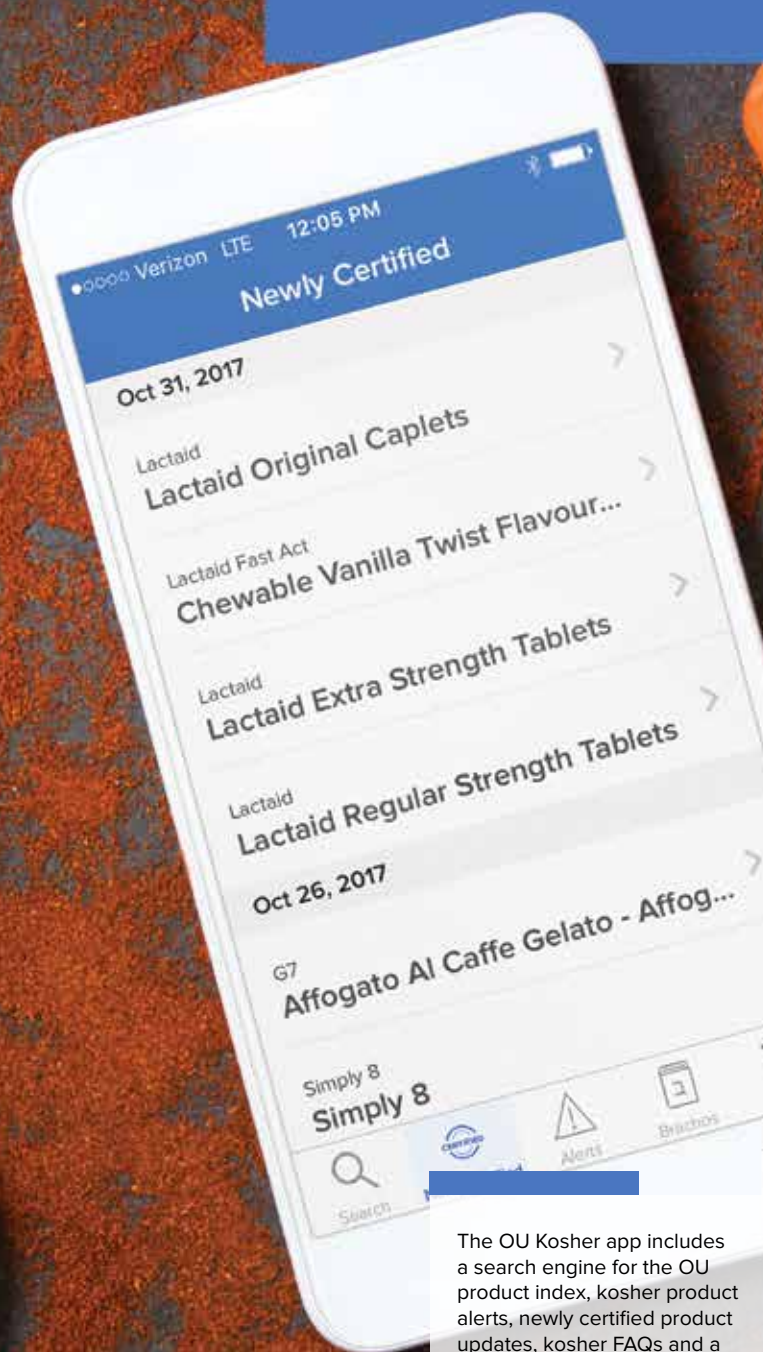 Verizon LTE 12:05 PM
Newly Certified
Oct 31, 2017
Lactaid
Lactaid Original Caplets
Lactaid Fast Act
Chewable Vanilla Twist Flavour...
Lactaid
Lactaid Extra Strength Tablets
Lactaid
Lactaid Regular Strength Tablets
Oct 26, 2017
G7
Affogato Al Caffe Gelato - Affog...
Simply 8
Simply 8
CERTIFIED
ב
Search
Alerts
Brachos
The OU Kosher app includes
a search engine for the OU
product index, kosher product
alerts, newly certified product
updates, kosher FAQs and a